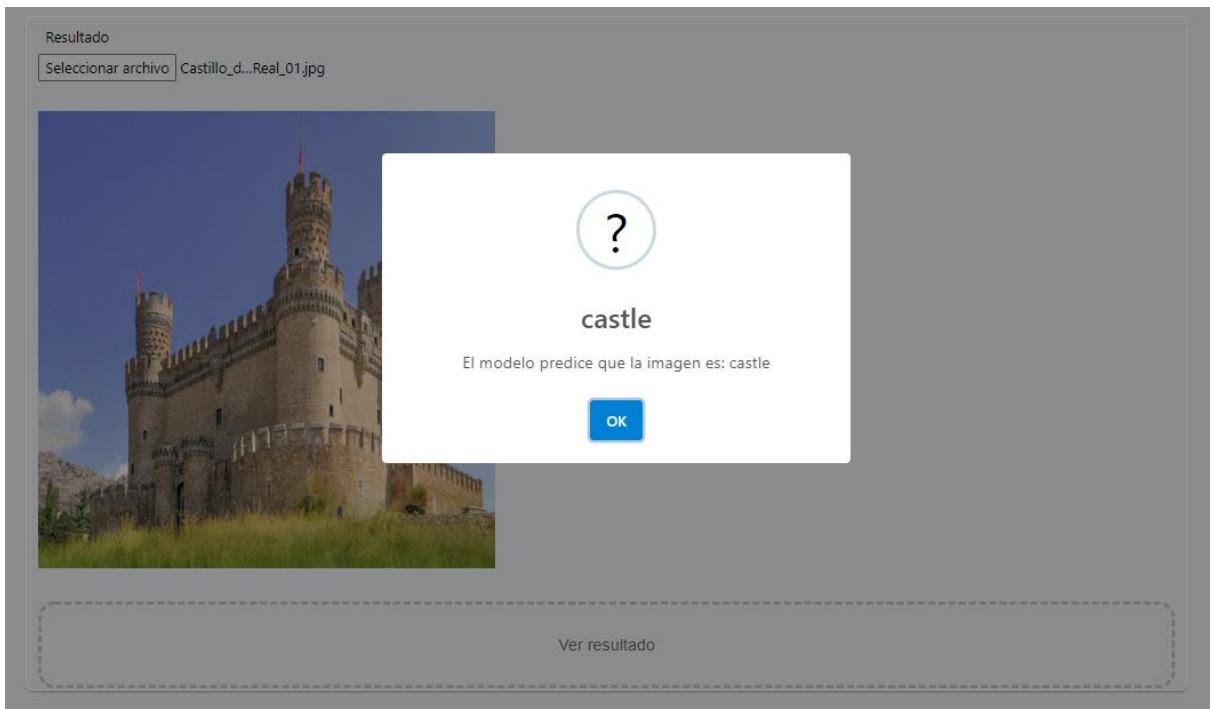 Resultado
Seleccionar archivo Castillo_d...Real_01.jpg
?
castle
El modelo predice que la imagen es: castle
OK
Ver resultado